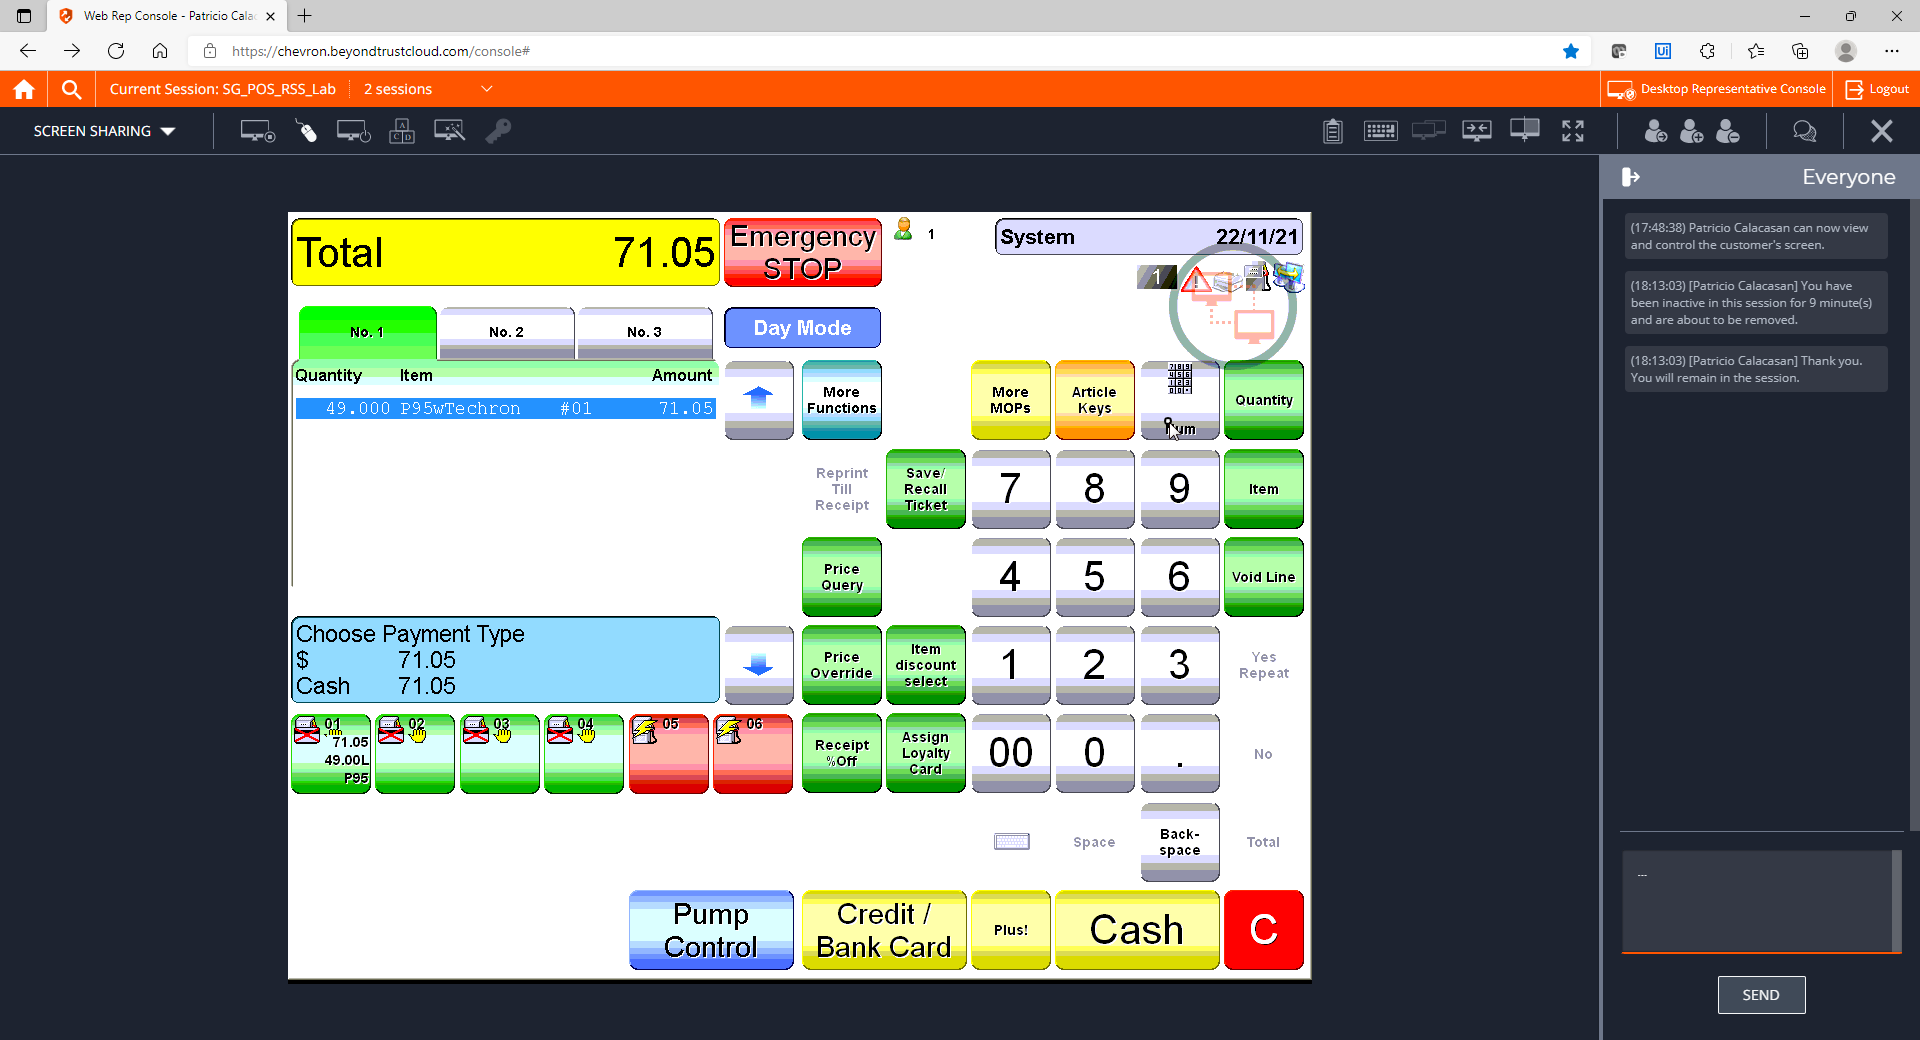 Web Rep Console - Patricio Cala
https://chevron.beyondtrustcloud.com/console#
Current Session: SG_POS_RSS_Lab
2 sessions
Desktop Representative Console
Logout
SCREEN SHARING
Everyone
(17:48:38) Patricio Calacasan can now view
and control the customer's screen.
(18:13:03) [Patricio Calacasan] You have
been inactive in this session for 9 minute(s)
and are about to be removed.
(18:13:03) [Patricio Calacasan] Thank you.
You will remain in the session.
---
SEND
Total 71.05
Emergency
STOP
1
System 22/11/21
1
No. 1
No. 2
No. 3
Day Mode
Quantity Item Amount
49.000 P95wTechron #01 71.05
More
Functions
More
MOPs
Article
Keys
Num
Quantity
Reprint
Till
Receipt
Save/
Recall
Ticket
7
8
9
Item
Price
Query
4
5
6
Void Line
Choose Payment Type
$ 71.05
Cash 71.05
Price
Override
Item
discount
select
1
2
3
Yes
Repeat
01
71.05
49.00L
P95
02
03
04
05
06
Receipt
%Off
Assign
Loyalty
Card
00
0
.
No
Space
Back-
space
Total
Pump
Control
Credit /
Bank Card
Plus!
Cash
C